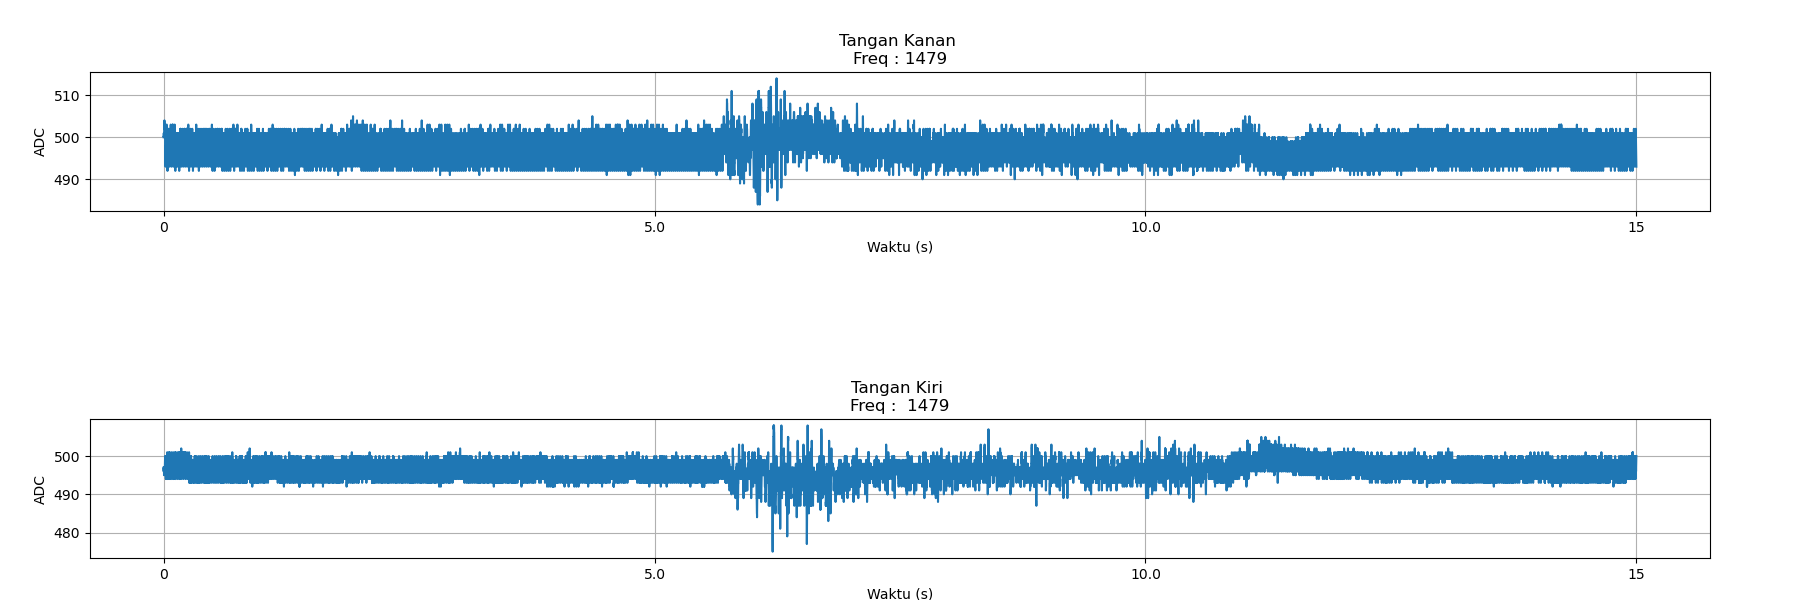 Tangan Kanan
Freq : 1479
510
500
490
ADC
0 5.0 10.0 15
Waktu (s)
Tangan Kiri
Freq :  1479
500
490
480
ADC
0 5.0 10.0 15
Waktu (s)